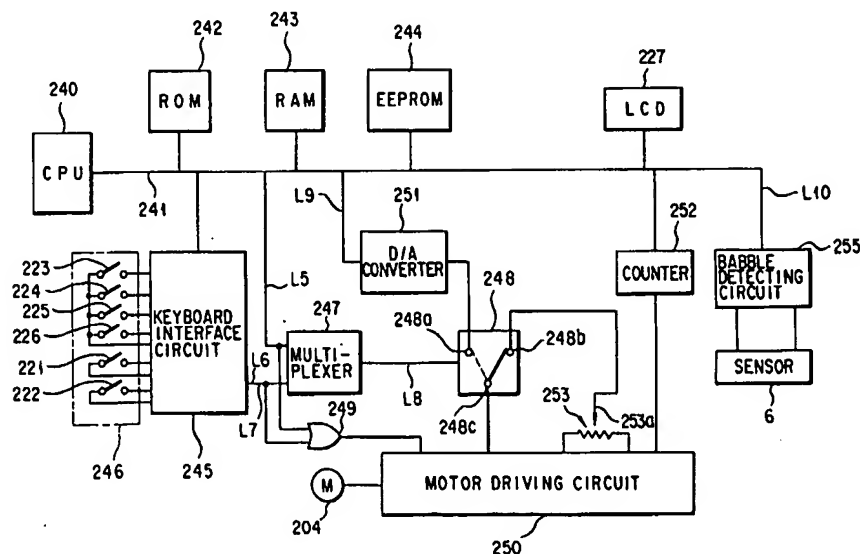 242
243
244
227
240
ROM
RAM
EEPROM
LCD
CPU
241
L9
251
L10
D/A
CONVERTER
252
255
223
224
225
226
221
222
KEYBOARD
INTERFACE
CIRCUIT
L5
247
248
COUNTER
BABBLE
DETECTING
CIRCUIT
MULTI-
PLEXER
248a
248b
L6
L8
SENSOR
L7
249
248c
253
253a
6
246
245
M
MOTOR DRIVING CIRCUIT
204
250